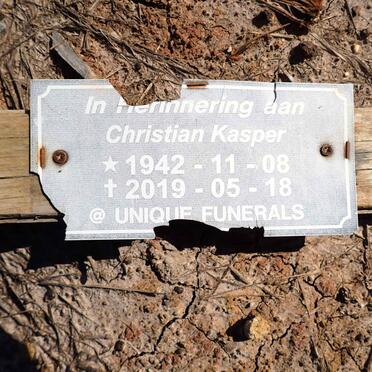 In Herinnering aan
Christian Kasper
★ 1942 - 11 - 08
✝ 2019 - 05 - 18
@ UNIQUE FUNERALS